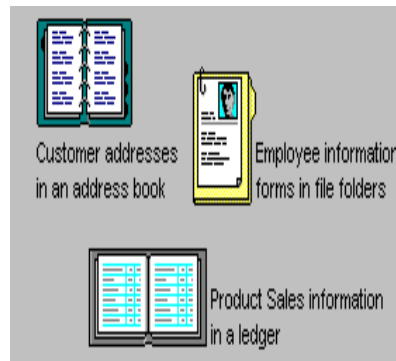 Customer addresses
in an address book
Employee information
forms in file folders
Product Sales information
in a ledger